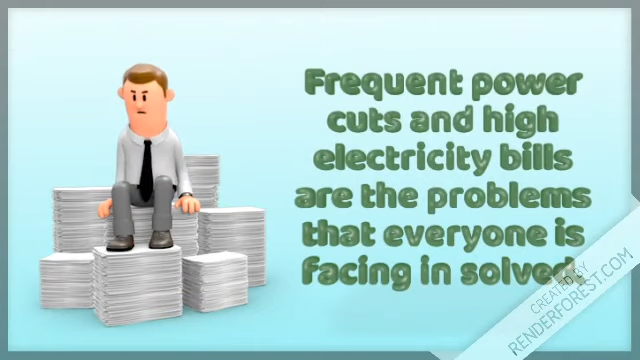 Frequent power
cuts and high
electricity bills
are the problems
that everyone is
facing in solved.
CREATED BY
RENDERFOREST.COM